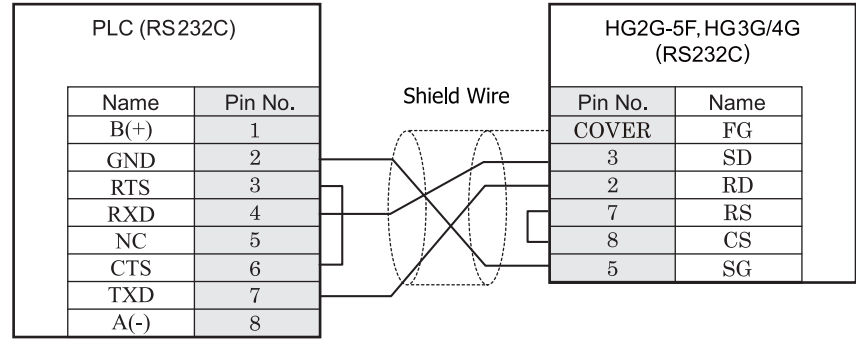 PLC (RS232C)
HG2G-5F, HG3G/4G
(RS232C)
Shield Wire
Name Pin No.
B(+) 1
GND 2
RTS 3
RXD 4
NC 5
CTS 6
TXD 7
A(-) 8
Pin No. Name
COVER FG
3 SD
2 RD
7 RS
8 CS
5 SG